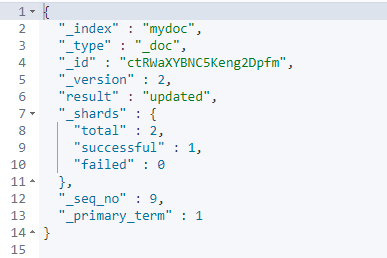 1 {
2 "_index" : "mydoc",
3 "_type" : "_doc",
4 "_id" : "ctRWaXYBNC5Keng2Dpfm",
5 "_version" : 2,
6 "result" : "updated",
7 "_shards" : {
8 "total" : 2,
9 "successful" : 1,
10 "failed" : 0
11 },
12 "_seq_no" : 9,
13 "_primary_term" : 1
14 }
15